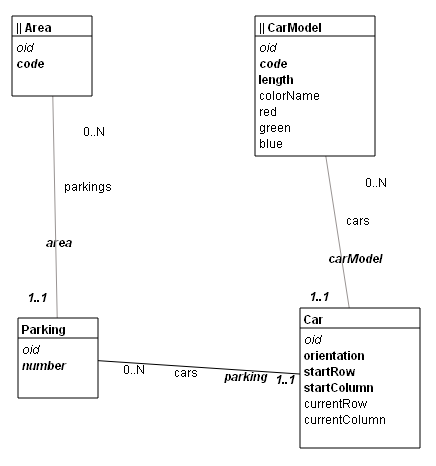 || Area
oid
code
|| CarModel
oid
code
length
colorName
red
green
blue
0..N
parkings
area
1..1
0..N
cars
carModel
1..1
Parking
oid
number
0..N
cars
parking
1..1
Car
oid
orientation
startRow
startColumn
currentRow
currentColumn